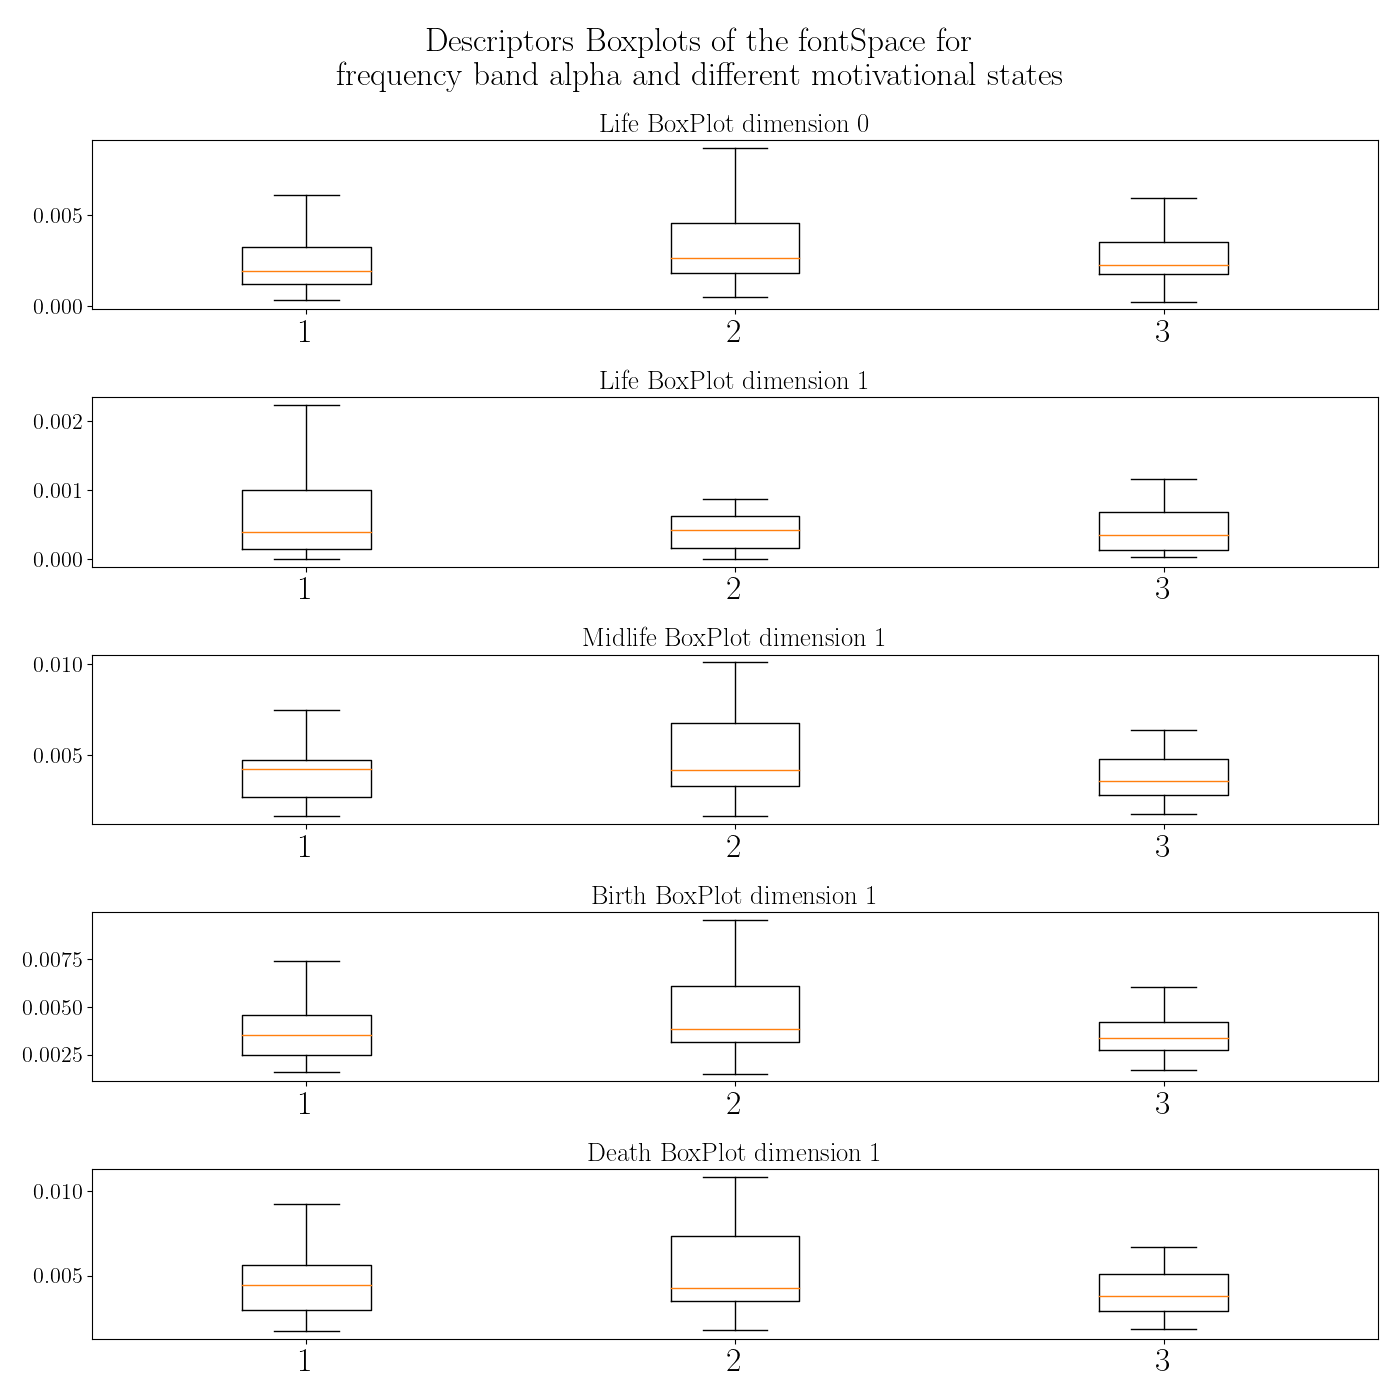 Descriptors Boxplots of the fontSpace for
frequency band alpha and different motivational states
Life BoxPlot dimension 0
0.005
0.000
1 2 3
Life BoxPlot dimension 1
0.002
0.001
0.000
1 2 3
Midlife BoxPlot dimension 1
0.010
0.005
1 2 3
Birth BoxPlot dimension 1
0.0075
0.0050
0.0025
1 2 3
Death BoxPlot dimension 1
0.010
0.005
1 2 3